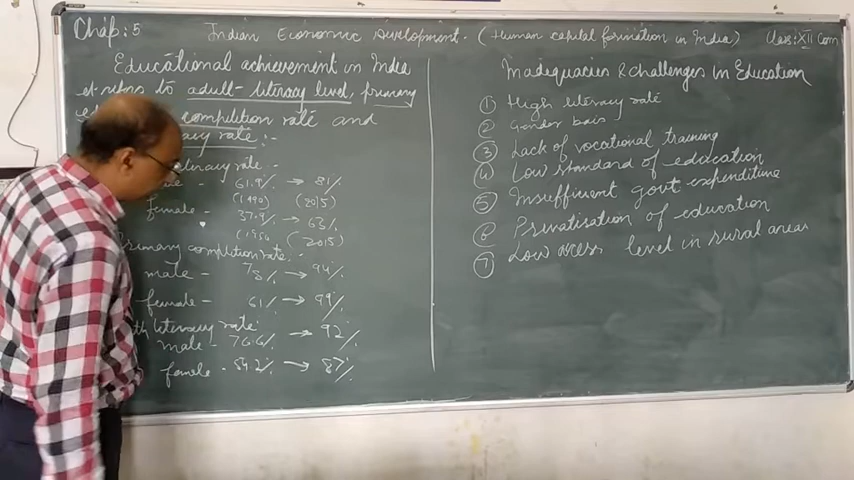 Chap: 5 Indian Economic Development. (Human capital formation in India) Class: XII Com
Educational achievement in India
It refers to adult-literacy level, primary
completion rate and
rate :-
literacy rate -
61.9% → 81%
(1990) (2015)
female - 37.9% → 63%
(1990 (2015)
Primary completion rate :-
male - 78% → 94%
female - 61% → 99%
literacy rate
male - 76.6% → 92%
female - 54.2% → 87%
Inadequacies & challenges in Education
① High literacy rate
② Gender bais
③ Lack of vocational training
④ Low standard of education
⑤ Insufficient govt expenditure
⑥ Privatisation of education
⑦ Low access level in rural areas